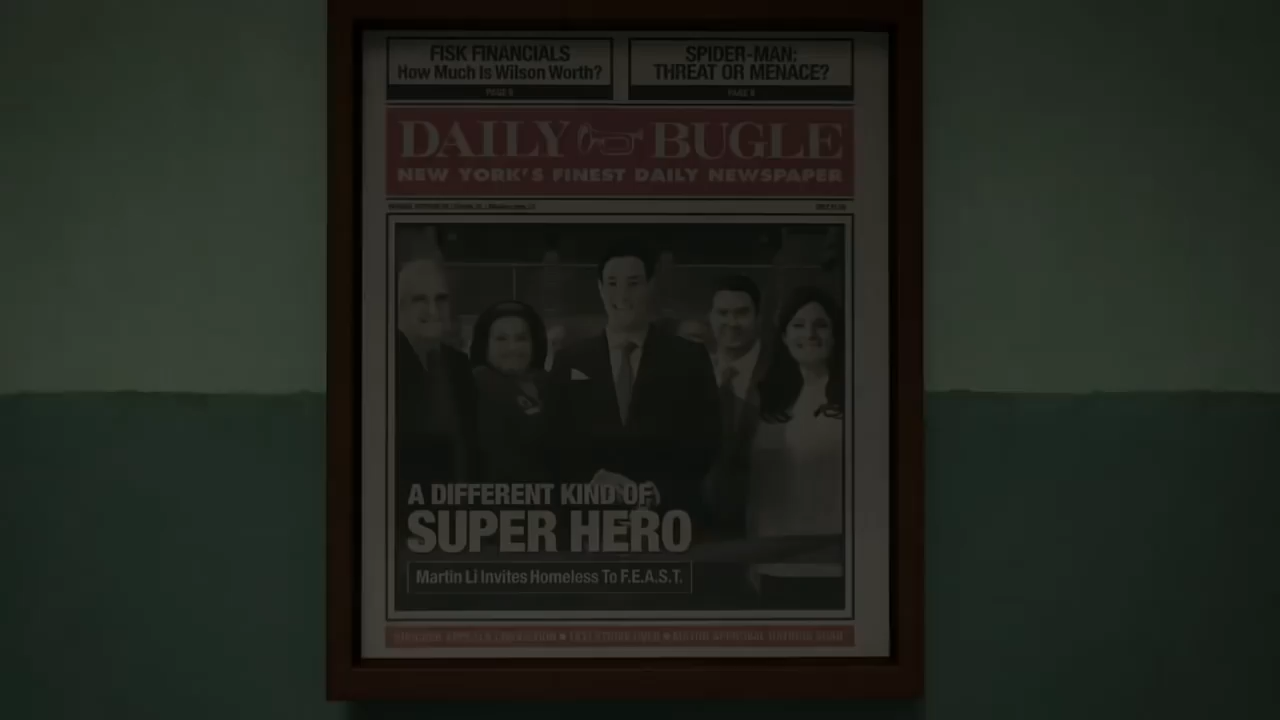 FISK FINANCIALS
How Much Is Wilson Worth?
SPIDER-MAN:
THREAT OR MENACE?
DAILY BUGLE
NEW YORK'S FINEST DAILY NEWSPAPER
A DIFFERENT KIND OF
SUPER HERO
Martin Li Invites Homeless To F.E.A.S.T.